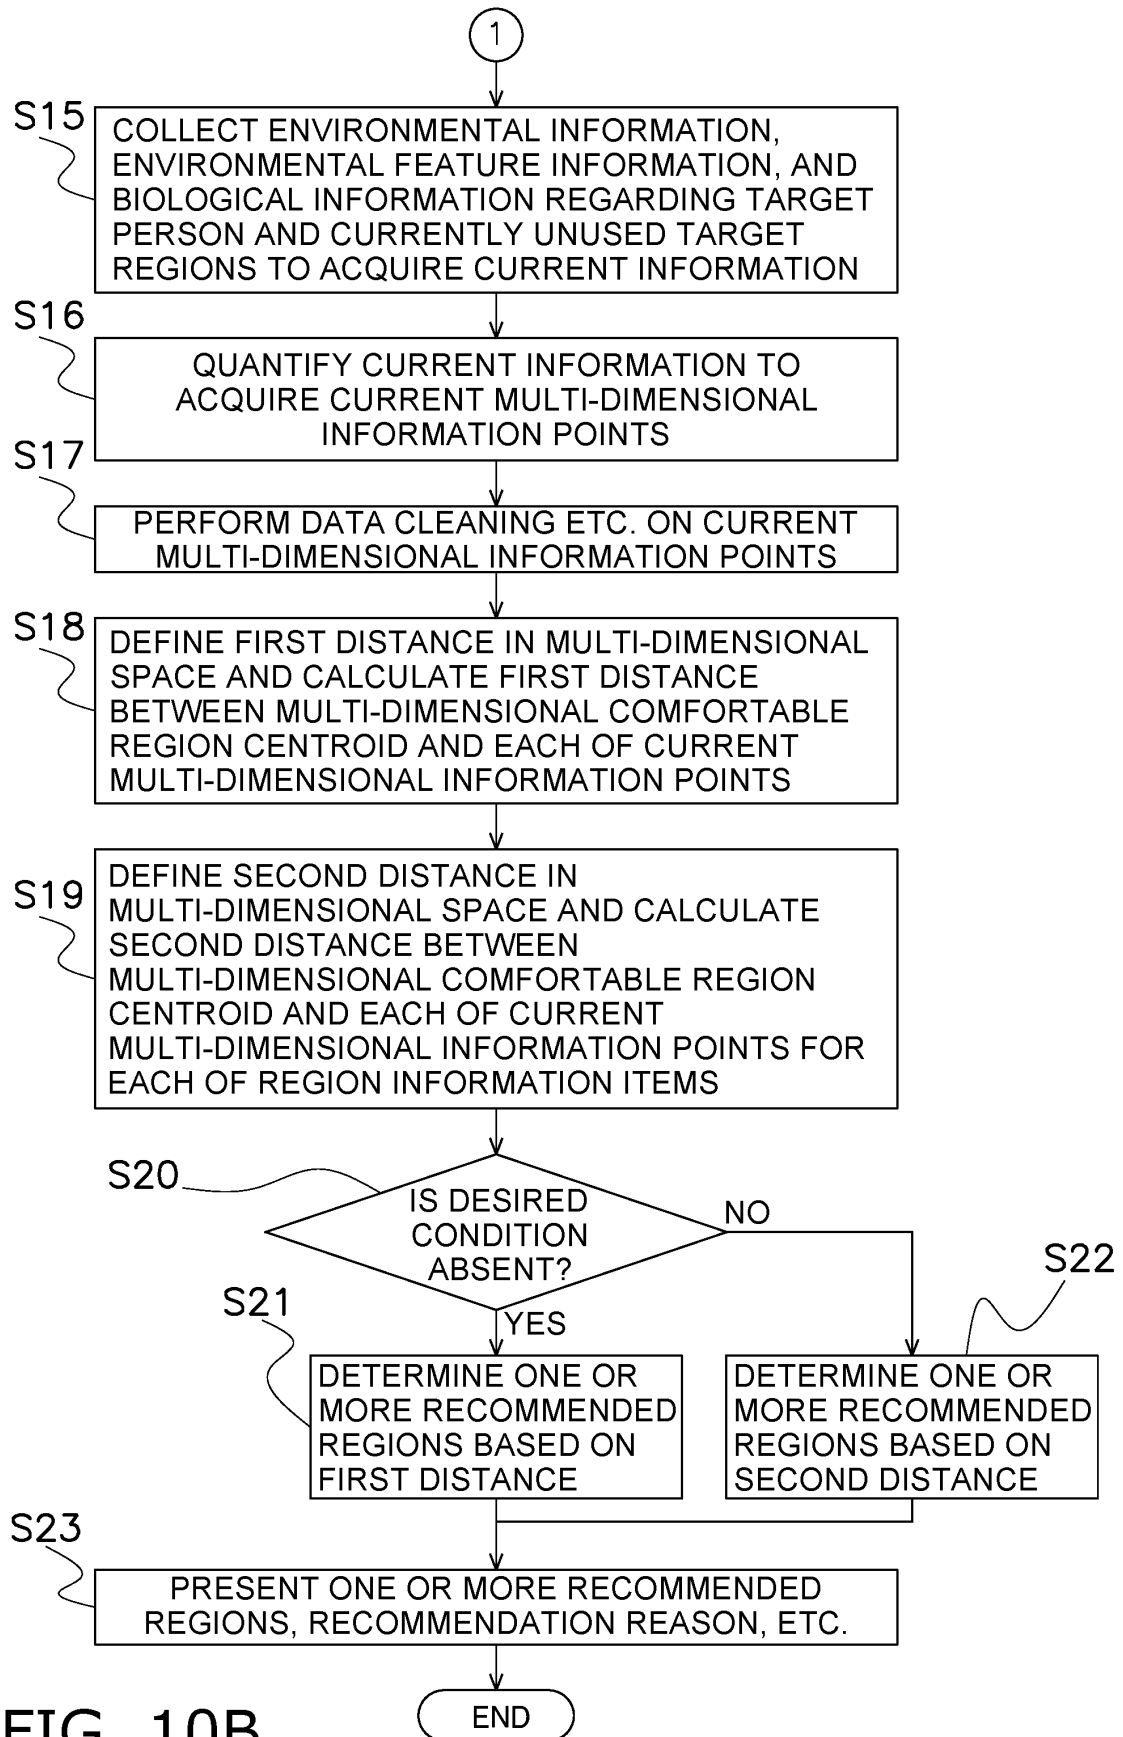 1
S15
COLLECT ENVIRONMENTAL INFORMATION,
ENVIRONMENTAL FEATURE INFORMATION, AND
BIOLOGICAL INFORMATION REGARDING TARGET
PERSON AND CURRENTLY UNUSED TARGET
REGIONS TO ACQUIRE CURRENT INFORMATION
S16
QUANTIFY CURRENT INFORMATION TO
ACQUIRE CURRENT MULTI-DIMENSIONAL
INFORMATION POINTS
S17
PERFORM DATA CLEANING ETC. ON CURRENT
MULTI-DIMENSIONAL INFORMATION POINTS
S18
DEFINE FIRST DISTANCE IN MULTI-DIMENSIONAL
SPACE AND CALCULATE FIRST DISTANCE
BETWEEN MULTI-DIMENSIONAL COMFORTABLE
REGION CENTROID AND EACH OF CURRENT
MULTI-DIMENSIONAL INFORMATION POINTS
S19
DEFINE SECOND DISTANCE IN
MULTI-DIMENSIONAL SPACE AND CALCULATE
SECOND DISTANCE BETWEEN
MULTI-DIMENSIONAL COMFORTABLE REGION
CENTROID AND EACH OF CURRENT
MULTI-DIMENSIONAL INFORMATION POINTS FOR
EACH OF REGION INFORMATION ITEMS
S20
IS DESIRED
CONDITION
ABSENT?
NO
YES
S21
DETERMINE ONE OR
MORE RECOMMENDED
REGIONS BASED ON
FIRST DISTANCE
S22
DETERMINE ONE OR
MORE RECOMMENDED
REGIONS BASED ON
SECOND DISTANCE
S23
PRESENT ONE OR MORE RECOMMENDED
REGIONS, RECOMMENDATION REASON, ETC.
END
FIG. 10B